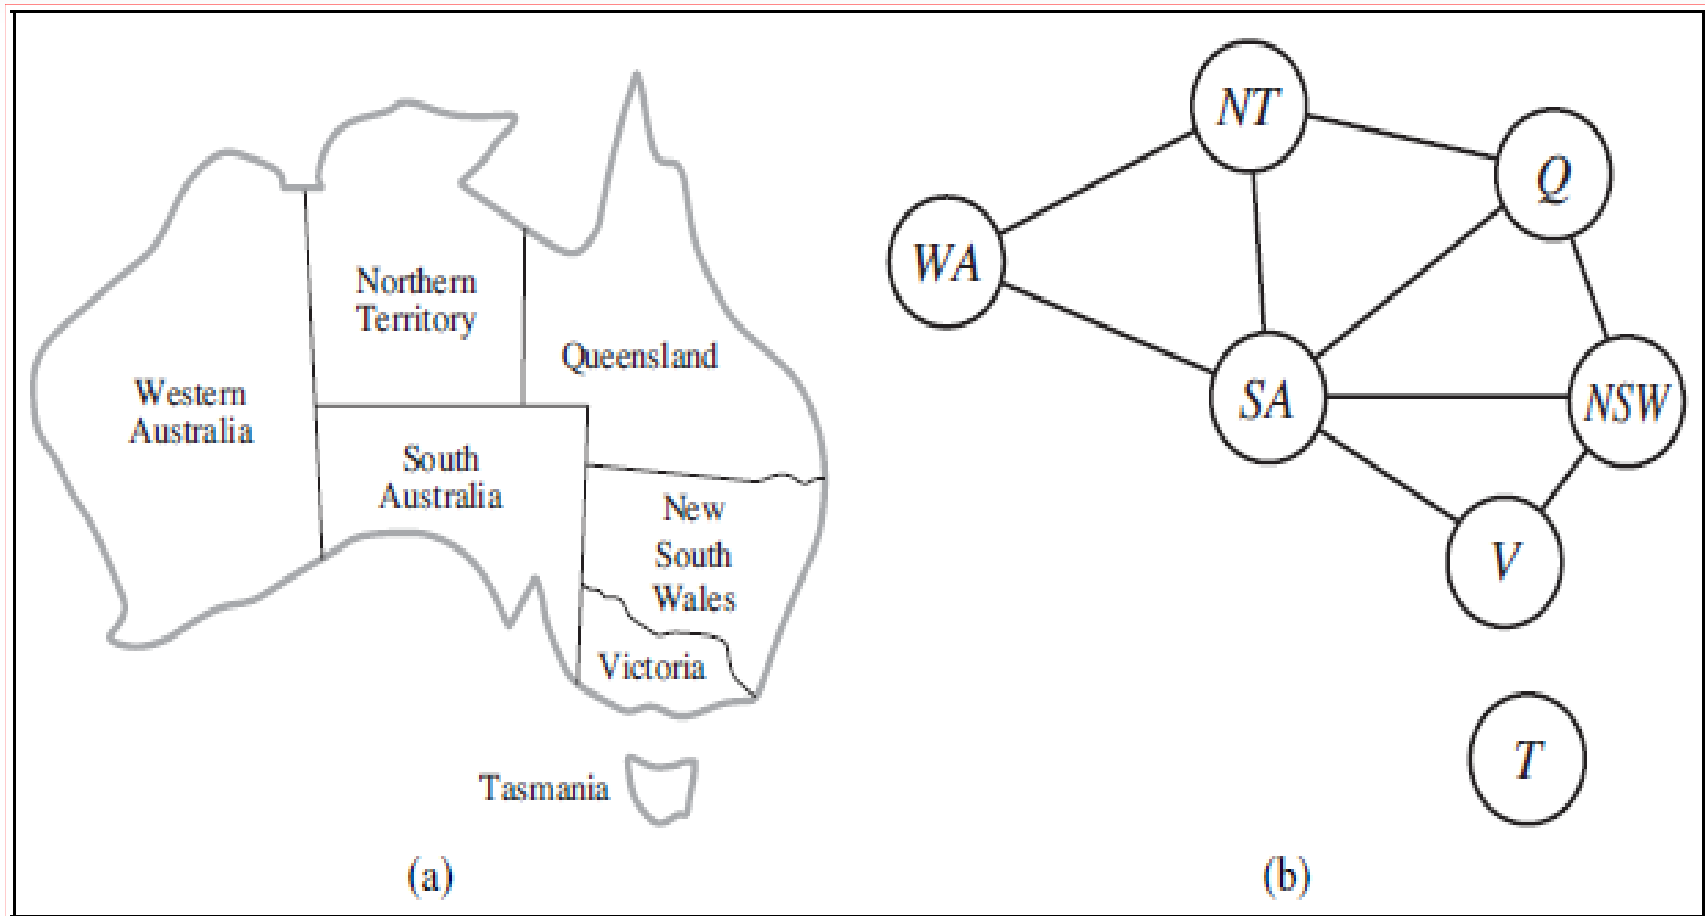 Northern
Territory
Western
Australia
Queensland
South
Australia
New
South
Wales
Victoria
Tasmania
(a)
NT
Q
WA
SA
NSW
V
T
(b)